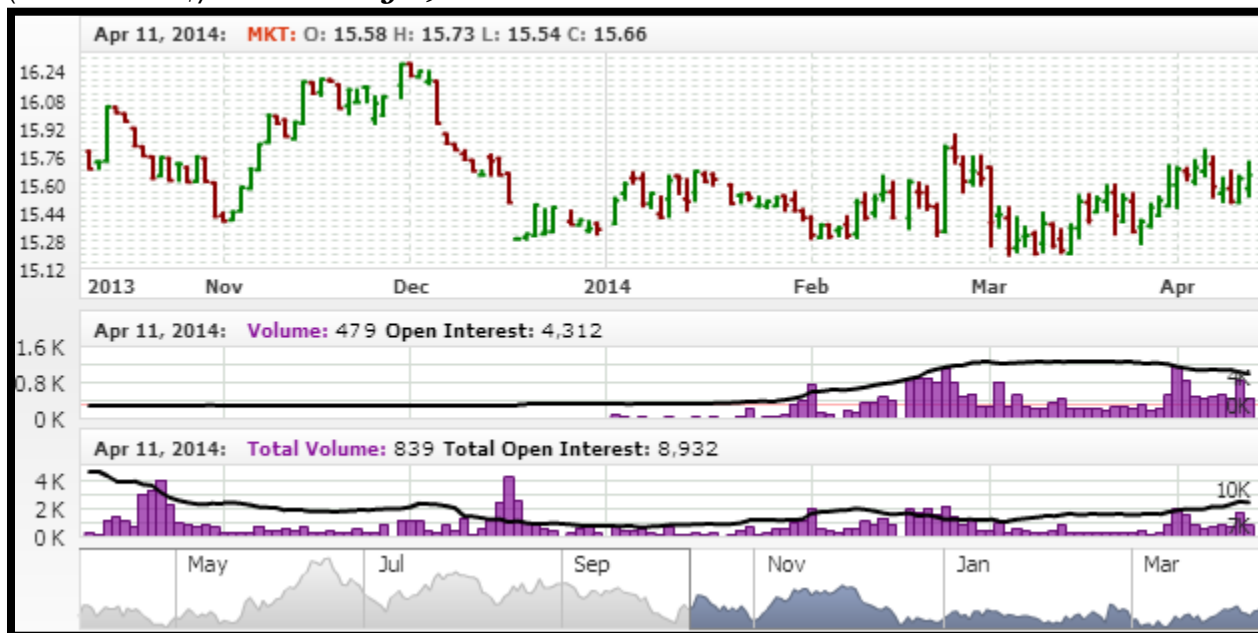 Apr 11, 2014: MKT: O: 15.58 H: 15.73 L: 15.54 C: 15.66
16.24
16.08
15.92
15.76
15.60
15.44
15.28
15.12
2013 Nov Dec 2014 Feb Mar Apr
Apr 11, 2014: Volume: 479 Open Interest: 4,312
1.6 K
0.8 K
0 K
4K
0K
Apr 11, 2014: Total Volume: 839 Total Open Interest: 8,932
4 K
2 K
0 K
10K
May Jul Sep Nov Jan Mar